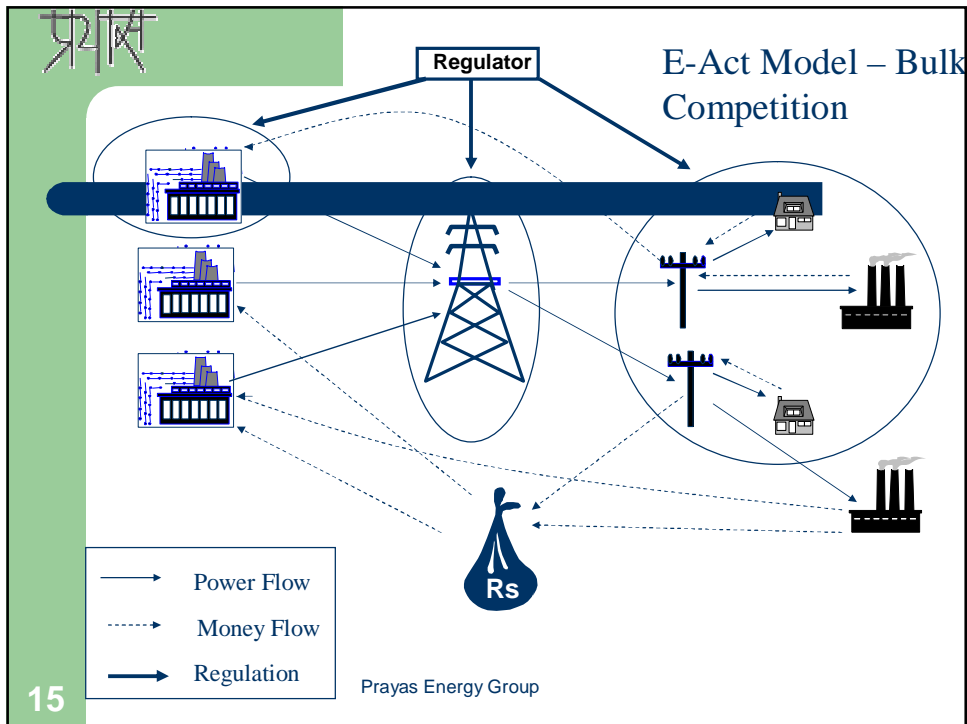 प्रयास
Regulator
E-Act Model – Bulk
Competition
Rs
Power Flow
Money Flow
Regulation
15
Prayas Energy Group